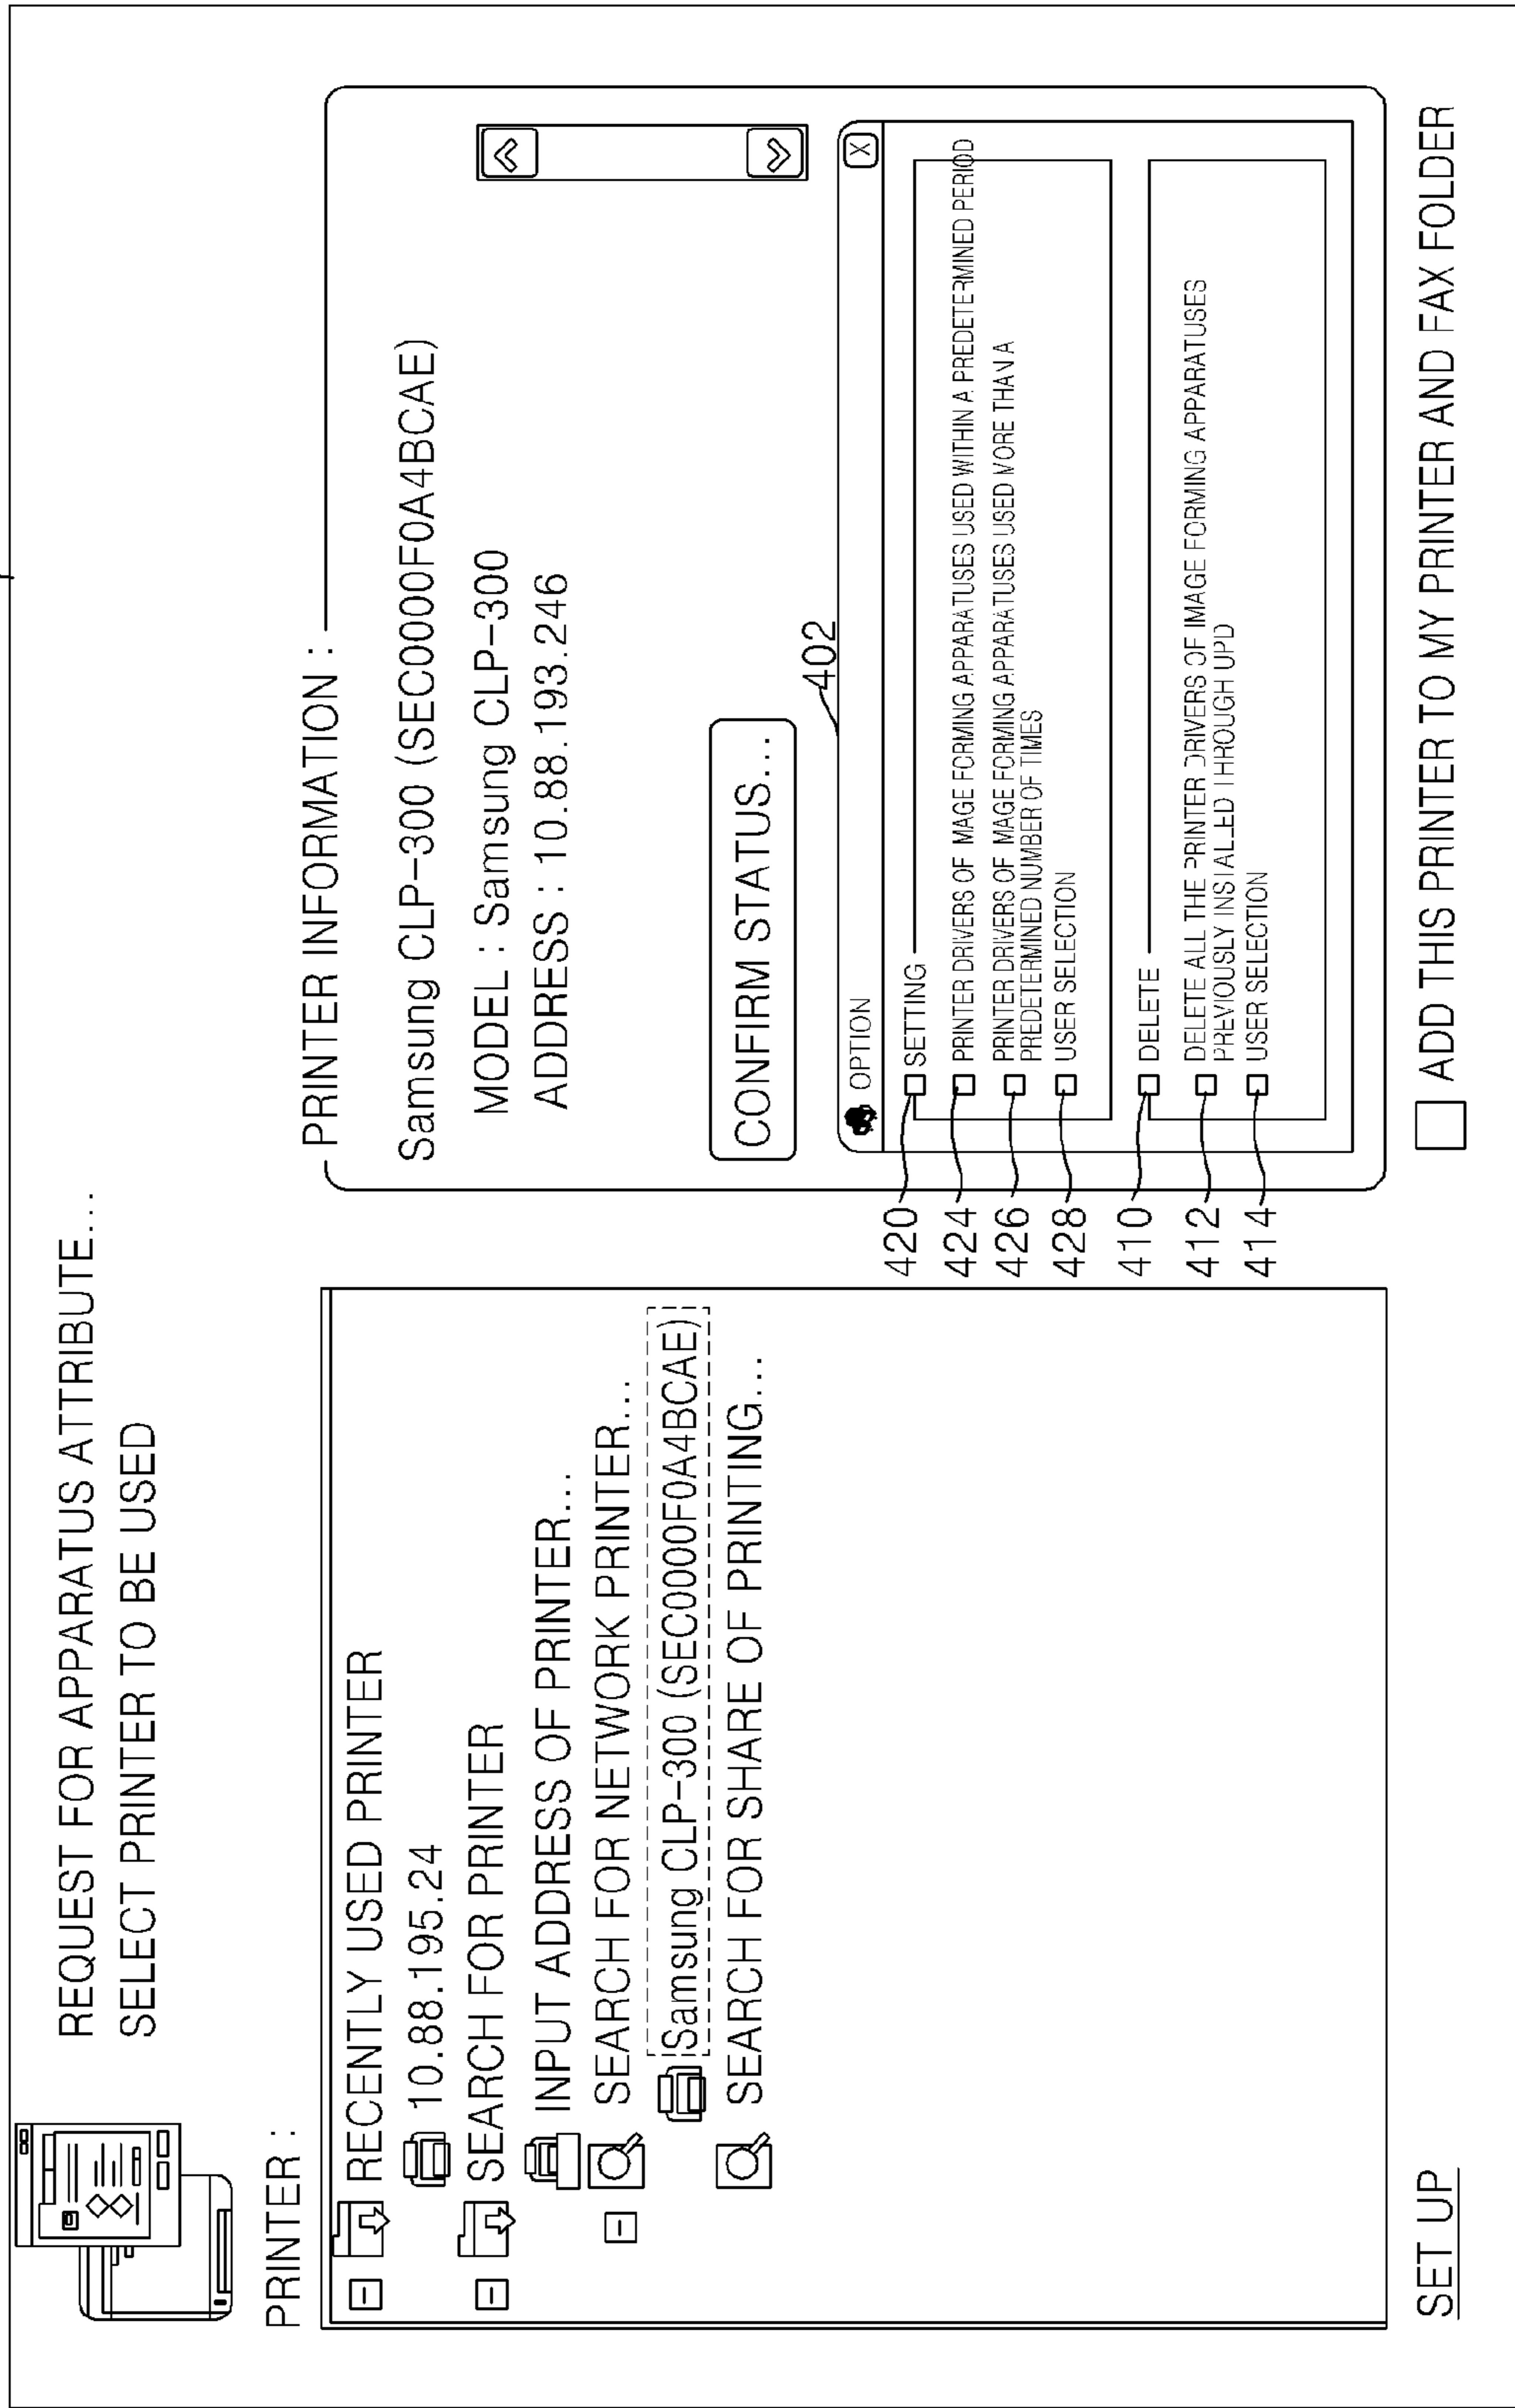 REQUEST FOR APPARATUS ATTRIBUTE...
SELECT PRINTER TO BE USED
PRINTER :
RECENTLY USED PRINTER
10.88.195.24
SEARCH FOR PRINTER
INPUT ADDRESS OF PRINTER...
SEARCH FOR NETWORK PRINTER...
Samsung CLP-300 (SEC0000F0A4BCAE)
SEARCH FOR SHARE OF PRINTING...
SET UP
PRINTER INFORMATION :
Samsung CLP-300 (SEC0000F0A4BCAE)
MODEL : Samsung CLP-300
ADDRESS : 10.88.193.246
CONFIRM STATUS...
402
OPTION
X
420 SETTING
424 PRINTER DRIVERS OF IMAGE FORMING APPARATUSES USED WITHIN A PREDETERMINED PERIOD
426 PRINTER DRIVERS OF IMAGE FORMING APPARATUSES USED MORE THAN A
PREDETERMINED NUMBER OF TIMES
428 USER SELECTION
410 DELETE
412 DELETE ALL THE PRINTER DRIVERS OF IMAGE FORMING APPARATUSES
PREVIOUSLY INSTALLED THROUGH UPD
414 USER SELECTION
ADD THIS PRINTER TO MY PRINTER AND FAX FOLDER